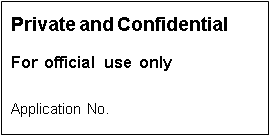 Private and Confidential
For official use only
Application No.